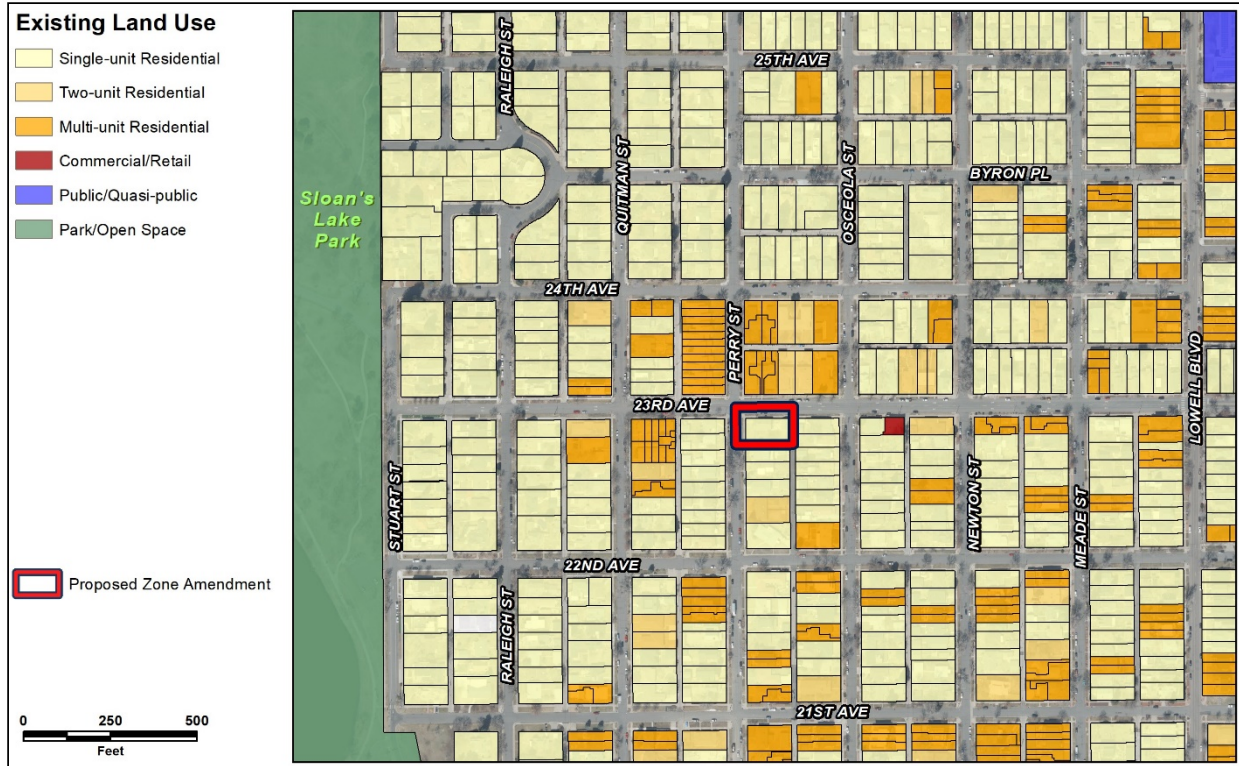 Existing Land Use
Single-unit Residential
Two-unit Residential
Multi-unit Residential
Commercial/Retail
Public/Quasi-public
Park/Open Space
Proposed Zone Amendment
0 250 500
Feet
Sloan's
Lake
Park
RALEIGH ST
25TH AVE
QUITMAN ST
OSCEOLA ST
BYRON PL
24TH AVE
PERRY ST
LOWELL BLVD
23RD AVE
STUART ST
NEWTON ST
MEADE ST
22ND AVE
RALEIGH ST
21ST AVE